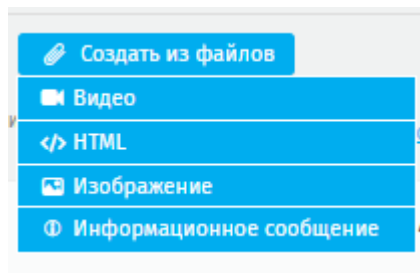 Создать из файлов
Видео
HTML
Изображение
Информационное сообщение